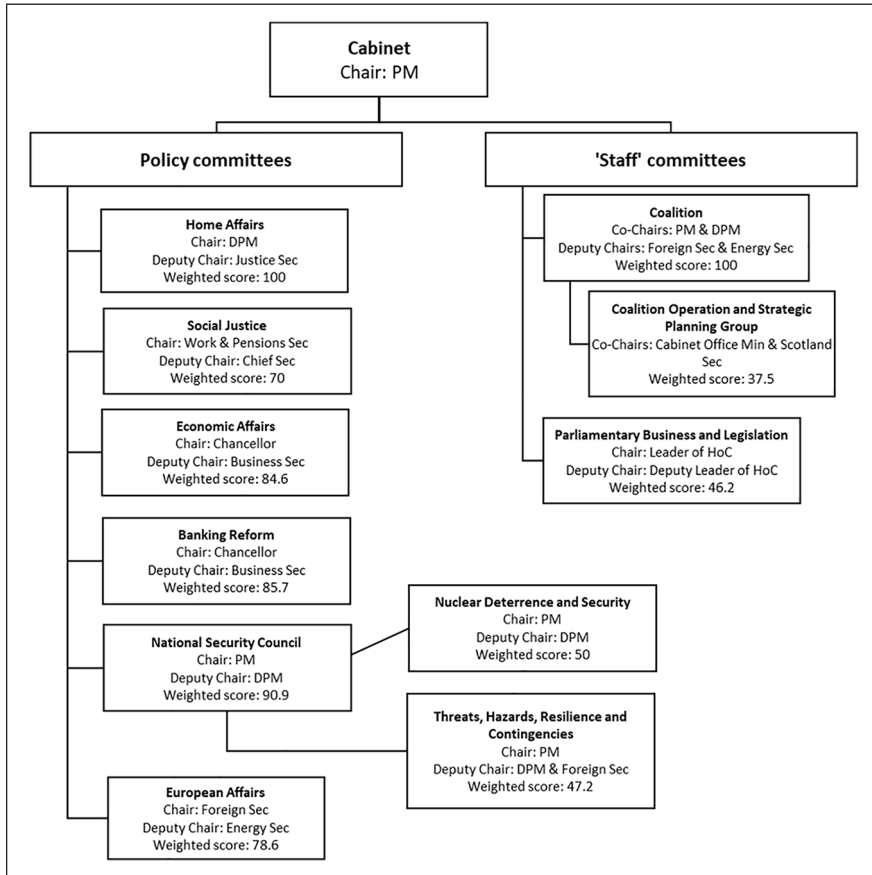 Cabinet
Chair: PM
Policy committees
'Staff' committees
Home Affairs
Chair: DPM
Deputy Chair: Justice Sec
Weighted score: 100
Social Justice
Chair: Work & Pensions Sec
Deputy Chair: Chief Sec
Weighted score: 70
Economic Affairs
Chair: Chancellor
Deputy Chair: Business Sec
Weighted score: 84.6
Banking Reform
Chair: Chancellor
Deputy Chair: Business Sec
Weighted score: 85.7
National Security Council
Chair: PM
Deputy Chair: DPM
Weighted score: 90.9
Nuclear Deterrence and Security
Chair: PM
Deputy Chair: DPM
Weighted score: 50
Threats, Hazards, Resilience and
Contingencies
Chair: PM
Deputy Chair: DPM & Foreign Sec
Weighted score: 47.2
European Affairs
Chair: Foreign Sec
Deputy Chair: Energy Sec
Weighted score: 78.6
Coalition
Co-Chairs: PM & DPM
Deputy Chairs: Foreign Sec & Energy Sec
Weighted score: 100
Coalition Operation and Strategic
Planning Group
Co-Chairs: Cabinet Office Min & Scotland
Sec
Weighted score: 37.5
Parliamentary Business and Legislation
Chair: Leader of HoC
Deputy Chair: Deputy Leader of HoC
Weighted score: 46.2